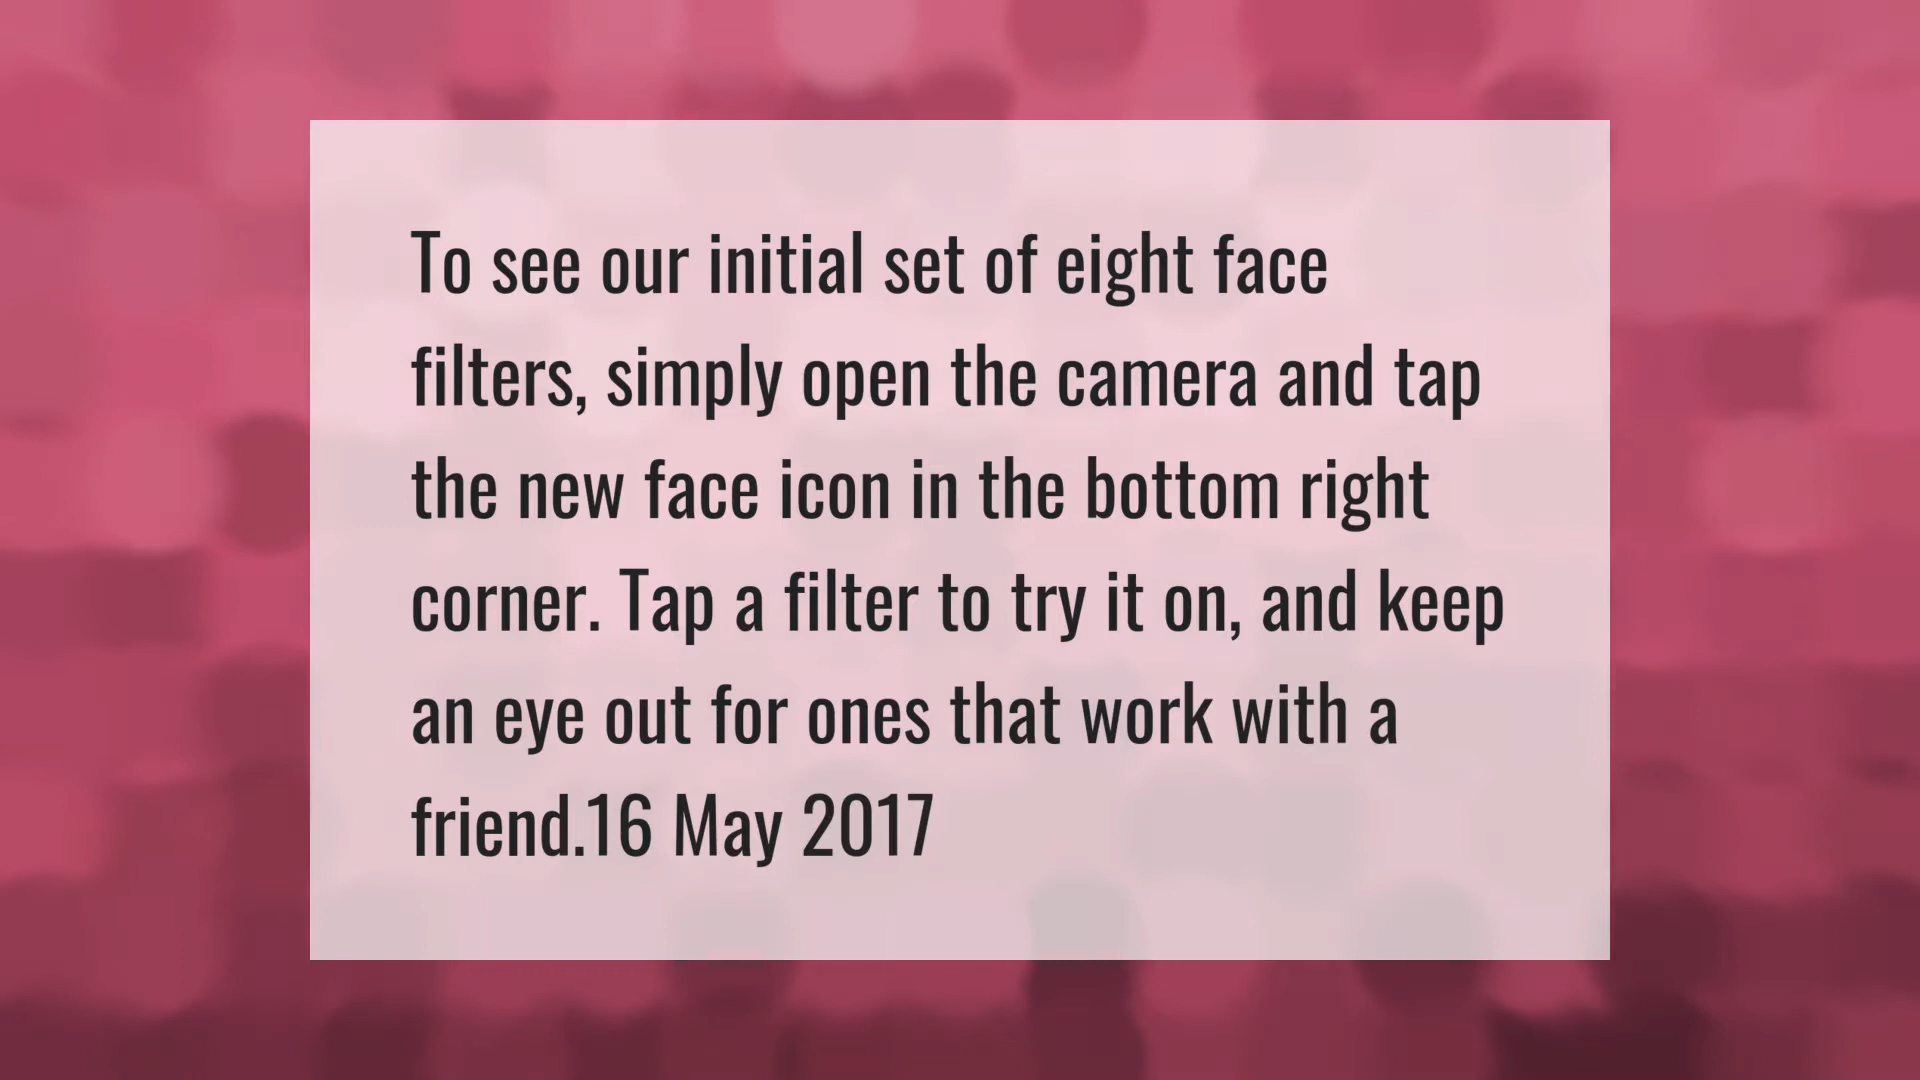 To see our initial set of eight face
filters, simply open the camera and tap
the new face icon in the bottom right
corner. Tap a filter to try it on, and keep
an eye out for ones that work with a
friend.16 May 2017